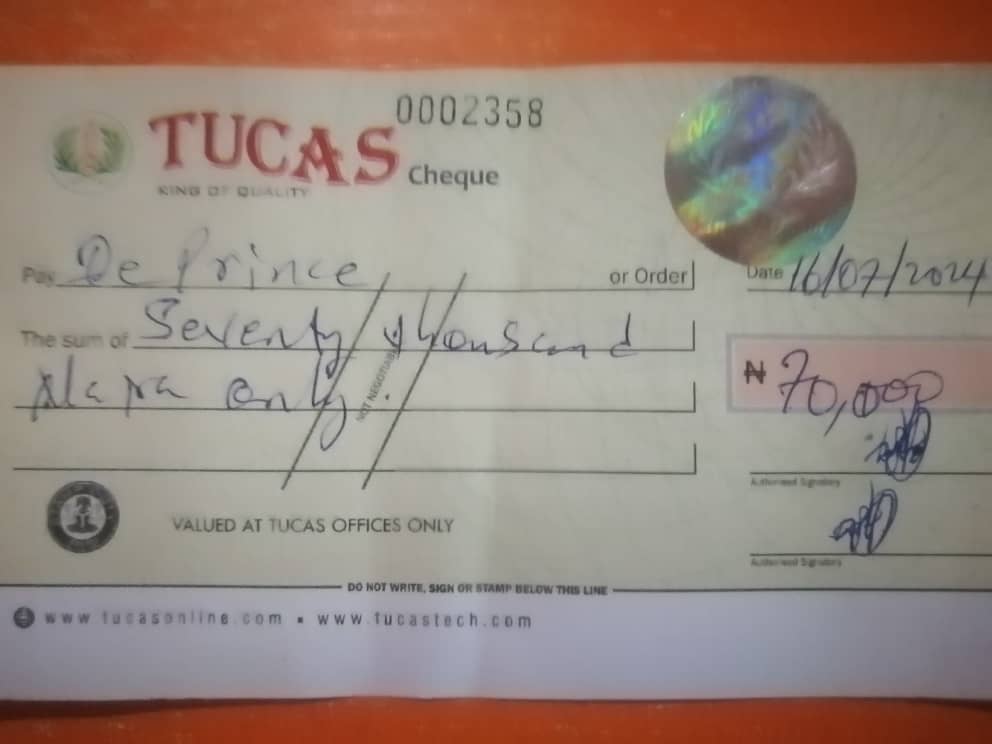 0002358
TUCAS
KING OF QUALITY
Cheque
Pay De Prince or Order
Date 16/07/2024
The sum of Seventy thousand
Naira only.
₦ 70,000
NOT NEGOTIABLE
Authorised Signatory
Authorised Signatory
VALUED AT TUCAS OFFICES ONLY
DO NOT WRITE, SIGN OR STAMP BELOW THIS LINE
www.tucasonline.com ▪ www.tucastech.com